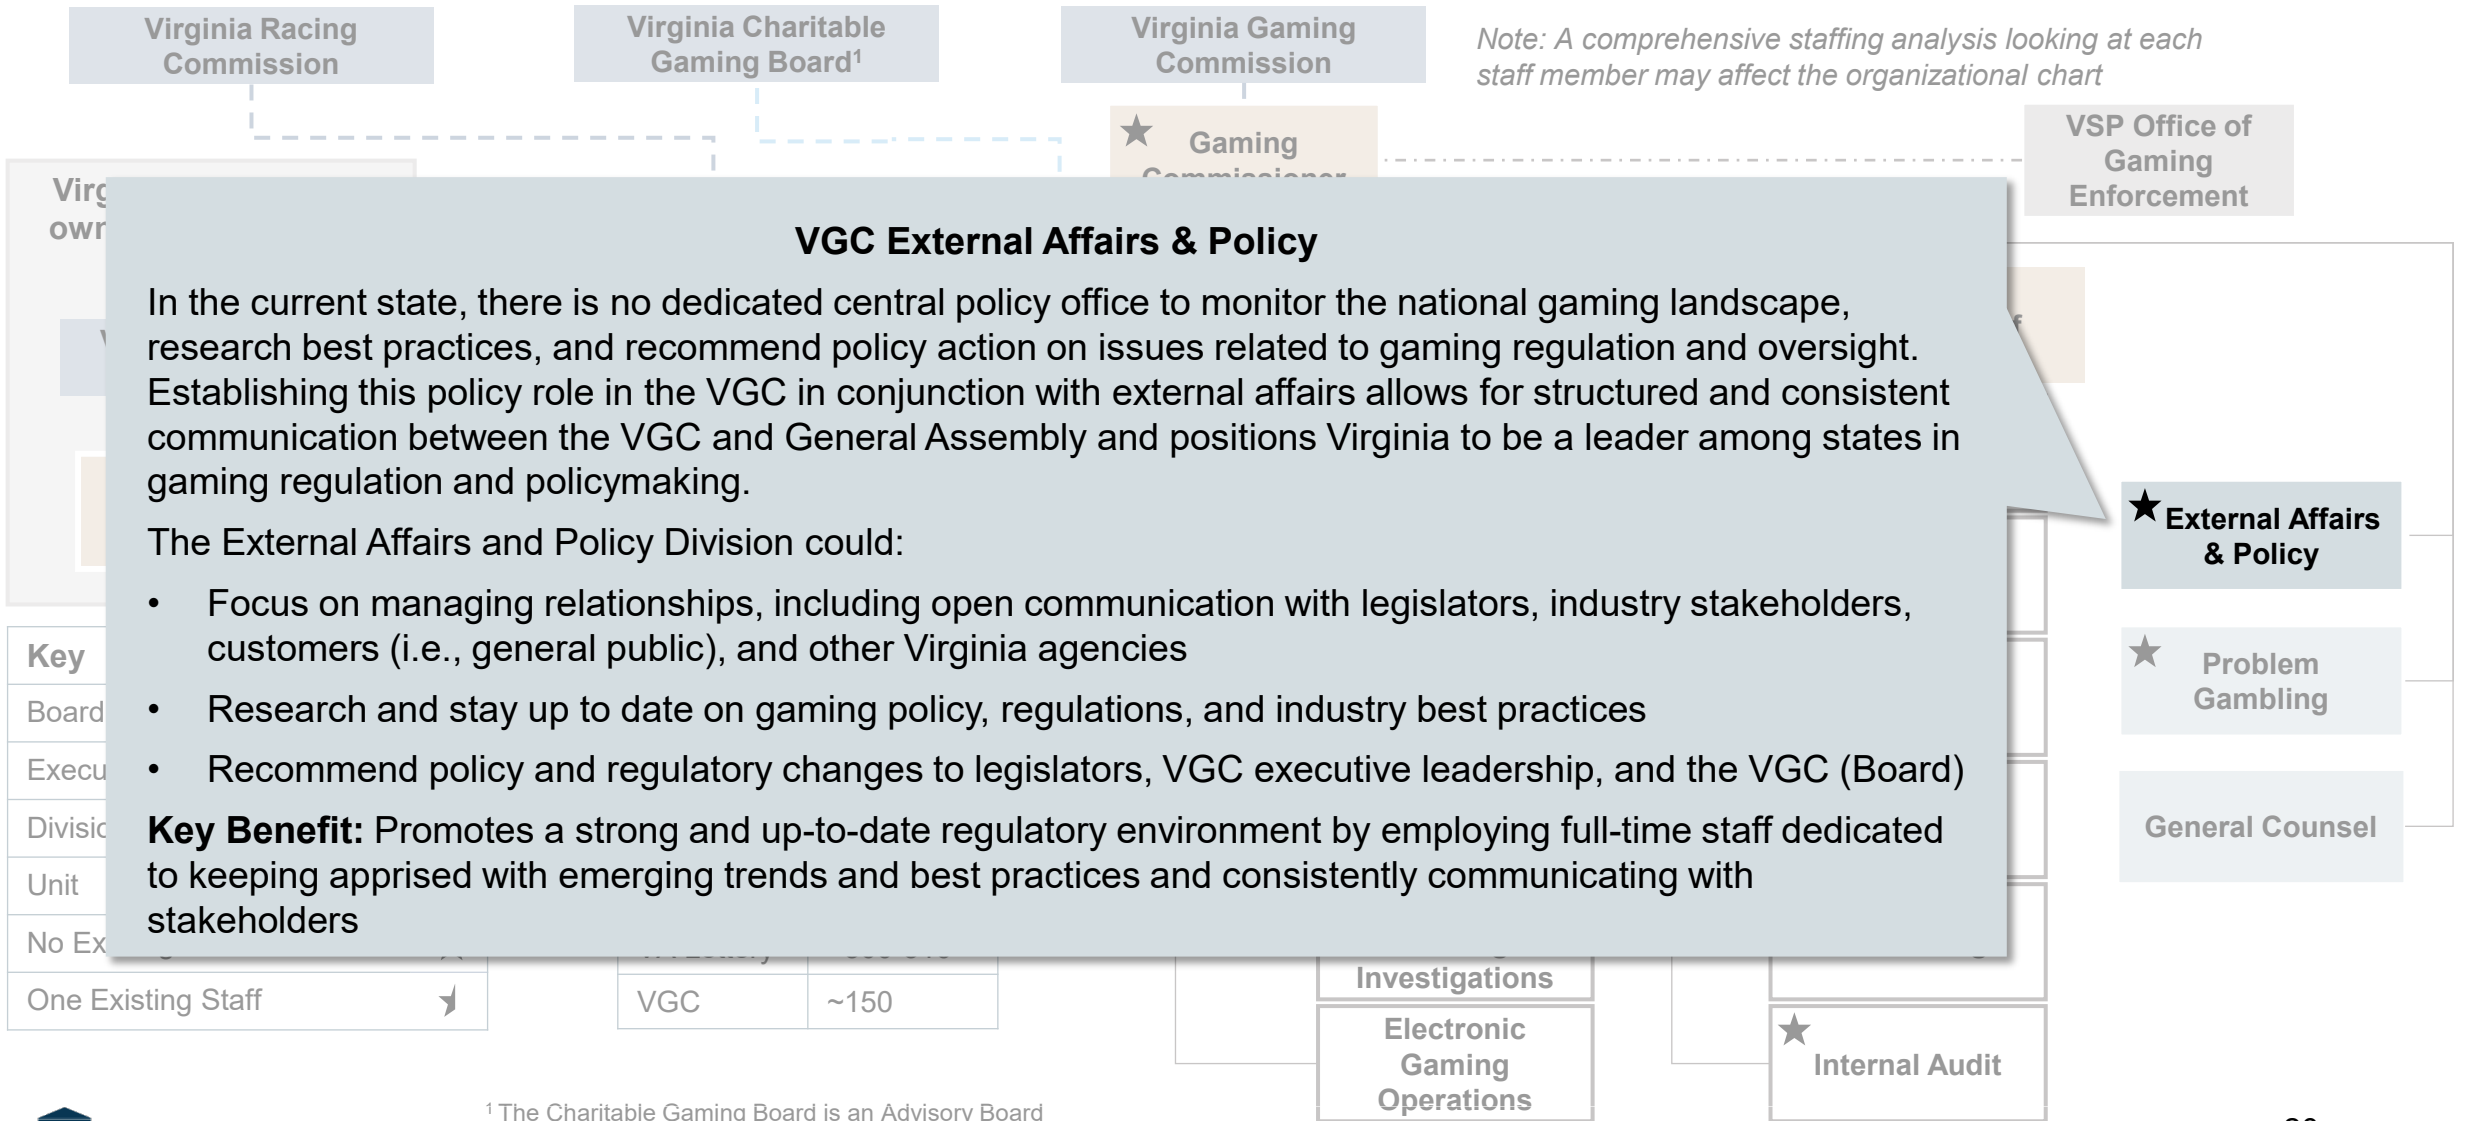 Virginia Racing
Commission
Virginia Charitable
Gaming Board¹
Virginia Gaming
Commission
Note: A comprehensive staffing analysis looking at each
staff member may affect the organizational chart
Gaming
Commissioner
VSP Office of
Gaming
Enforcement
VGC External Affairs & Policy
In the current state, there is no dedicated central policy office to monitor the national gaming landscape,
research best practices, and recommend policy action on issues related to gaming regulation and oversight.
Establishing this policy role in the VGC in conjunction with external affairs allows for structured and consistent
communication between the VGC and General Assembly and positions Virginia to be a leader among states in
gaming regulation and policymaking.
The External Affairs and Policy Division could:
• Focus on managing relationships, including open communication with legislators, industry stakeholders,
customers (i.e., general public), and other Virginia agencies
• Research and stay up to date on gaming policy, regulations, and industry best practices
• Recommend policy and regulatory changes to legislators, VGC executive leadership, and the VGC (Board)
Key Benefit: Promotes a strong and up-to-date regulatory environment by employing full-time staff dedicated
to keeping apprised with emerging trends and best practices and consistently communicating with
stakeholders
External Affairs
& Policy
Problem
Gambling
General Counsel
Key
Board
Unit
One Existing Staff
VGC ~150
Investigations
Electronic
Gaming
Operations
Internal Audit
¹ The Charitable Gaming Board is an Advisory Board